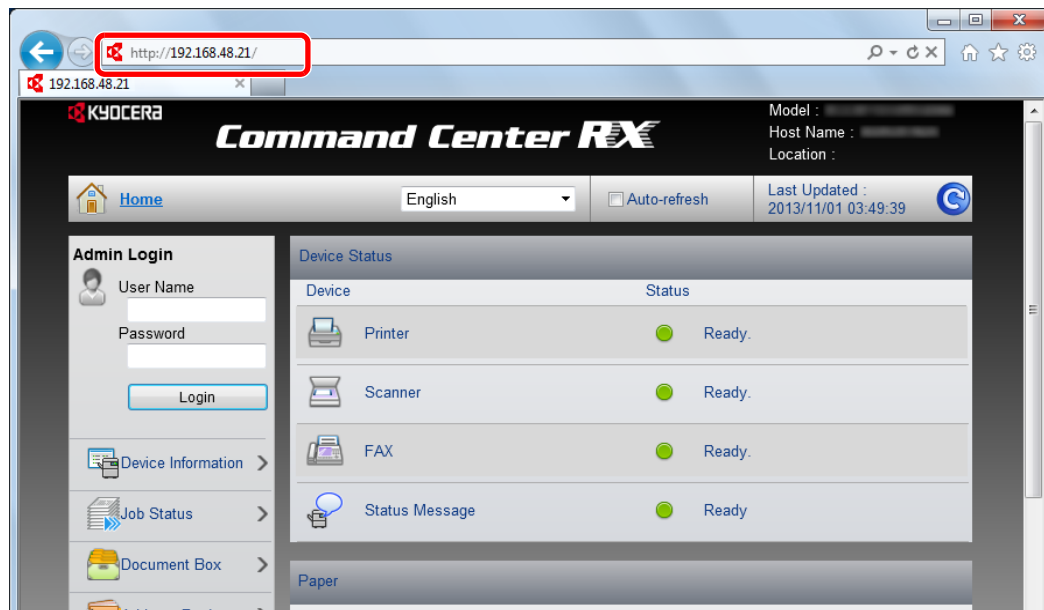 http://192.168.48.21/
192.168.48.21
KYOCERA
Command Center RX
Model :
Host Name :
Location :
Home
English
Auto-refresh
Last Updated :
2013/11/01 03:49:39
Admin Login
User Name
Password
Login
Device Information
Job Status
Document Box
Device Status
Device Status
Printer Ready.
Scanner Ready.
FAX Ready.
Status Message Ready
Paper